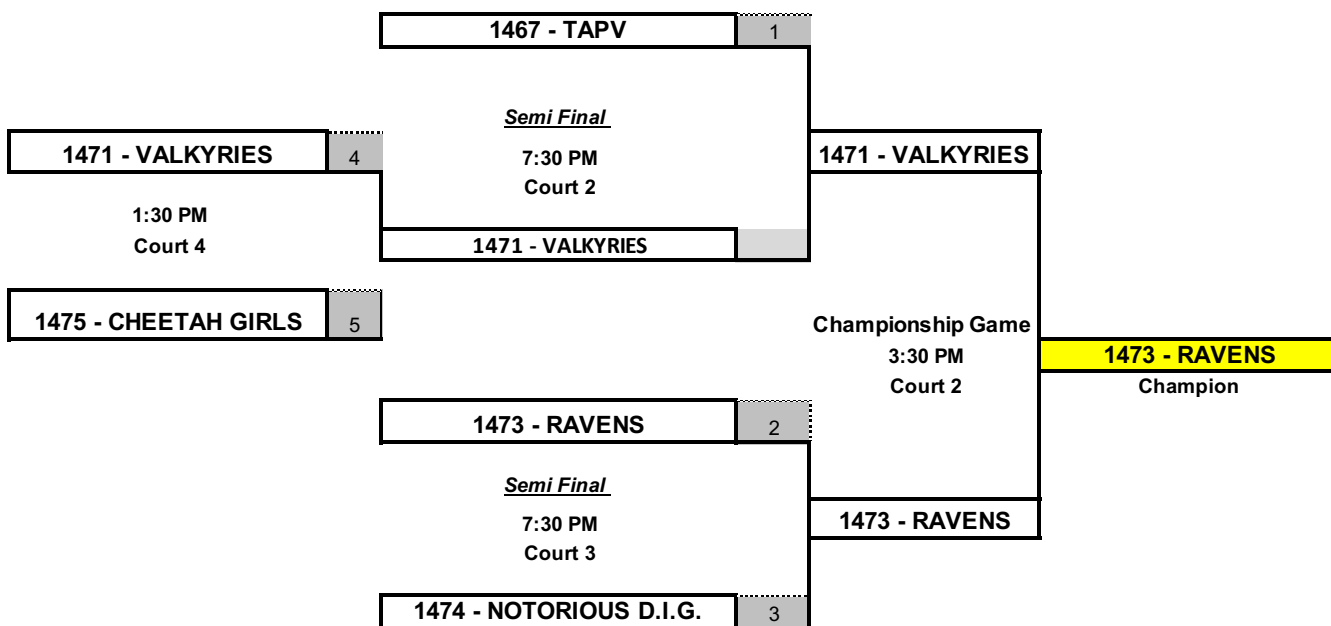 1467 - TAPV 1
Semi Final
7:30 PM
Court 2
1471 - VALKYRIES 4
1:30 PM
Court 4
1471 - VALKYRIES
1475 - CHEETAH GIRLS 5
1471 - VALKYRIES
Championship Game
3:30 PM
Court 2
1473 - RAVENS
Champion
1473 - RAVENS 2
Semi Final
7:30 PM
Court 3
1473 - RAVENS
1474 - NOTORIOUS D.I.G. 3